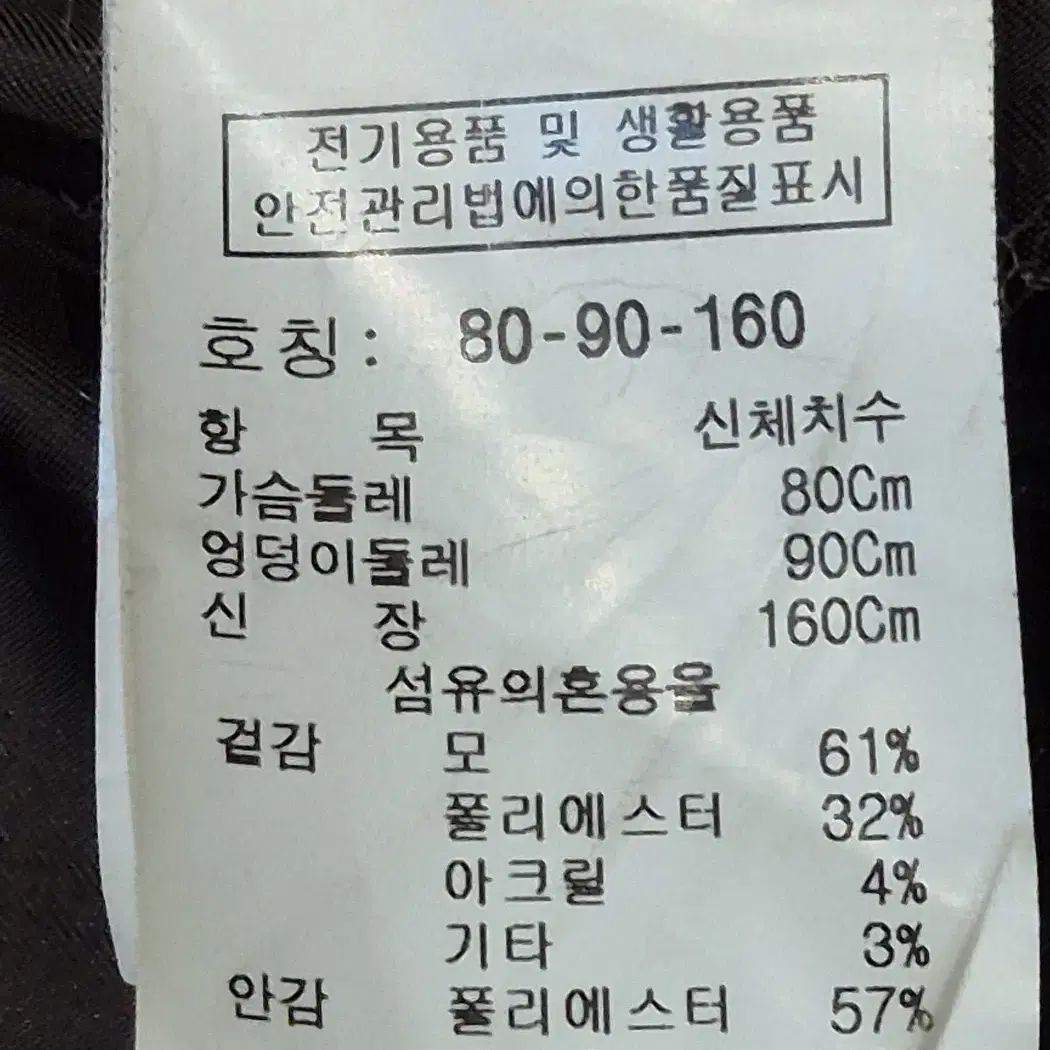 전기용품 및 생활용품
안전관리법에의한품질표시
호칭: 80-90-160
항 목 신체치수
가슴둘레 80Cm
엉덩이둘레 90Cm
신 장 160Cm
섬유의혼용율
겉감 모 61%
폴리에스터 32%
아크릴 4%
기타 3%
안감 폴리에스터 57%